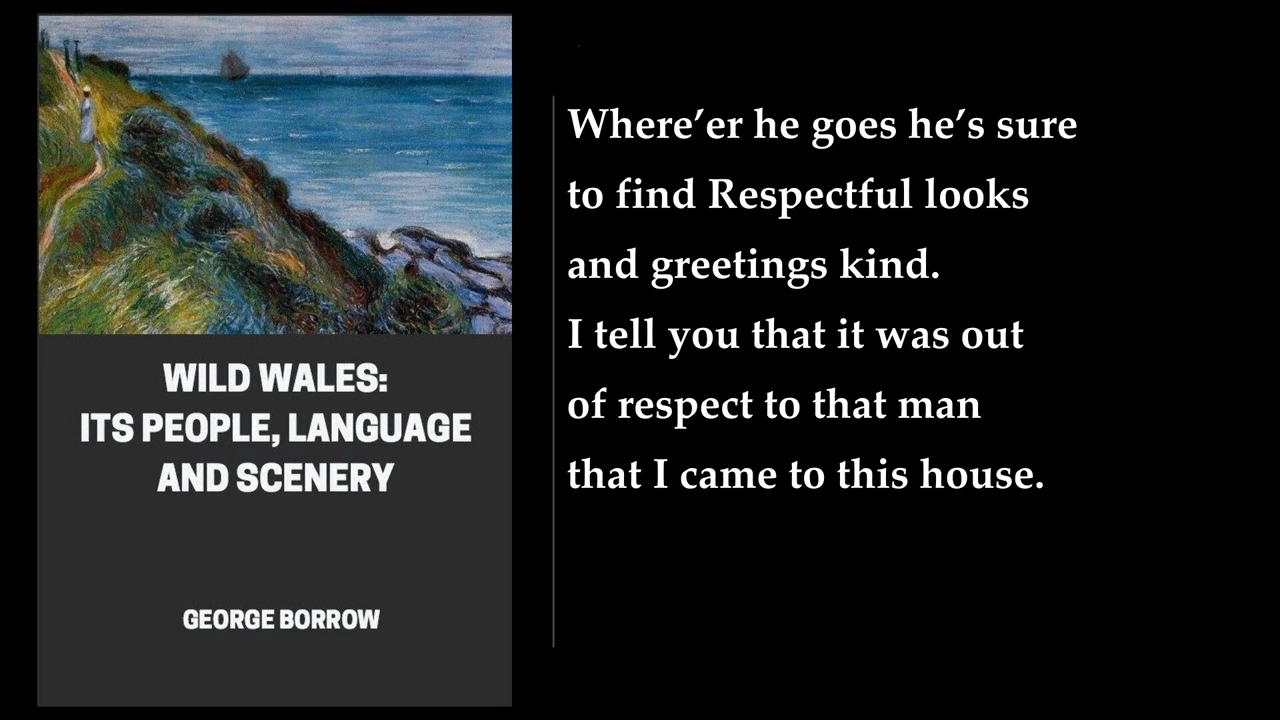 WILD WALES:
ITS PEOPLE, LANGUAGE
AND SCENERY
GEORGE BORROW
Where’er he goes he’s sure
to find Respectful looks
and greetings kind.
I tell you that it was out
of respect to that man
that I came to this house.